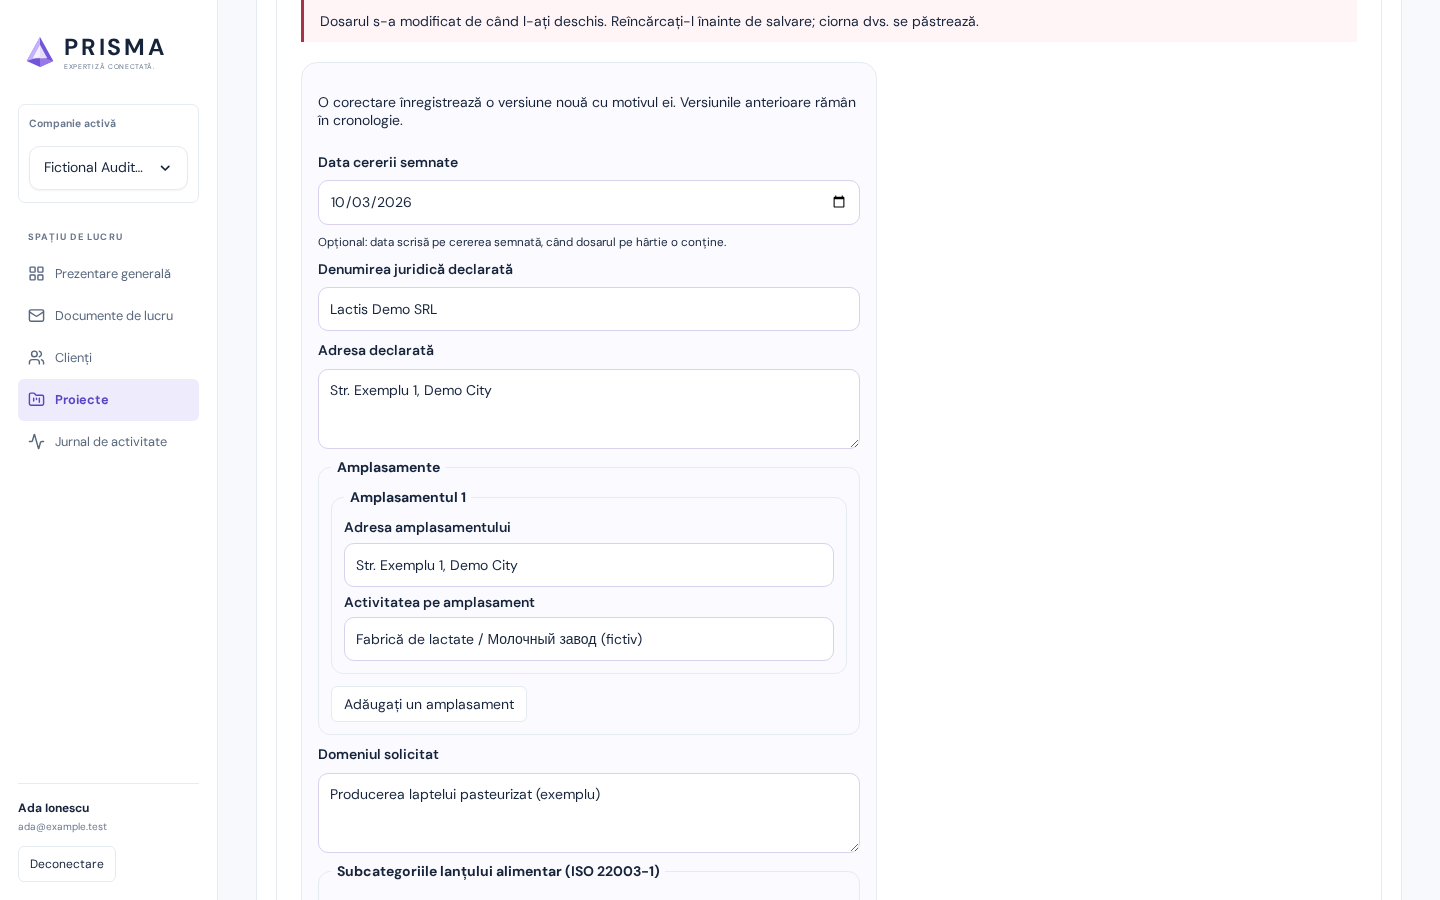 PRISMA
EXPERTIZĂ CONECTATĂ.
Companie activă
Fictional Audit...
SPAȚIU DE LUCRU
Prezentare generală
Documente de lucru
Clienți
Proiecte
Jurnal de activitate
Ada Ionescu
ada@example.test
Deconectare
Dosarul s-a modificat de când l-ați deschis. Reîncărcați-l înainte de salvare; ciorna dvs. se păstrează.
O corectare înregistrează o versiune nouă cu motivul ei. Versiunile anterioare rămân
în cronologie.
Data cererii semnate
10/03/2026
Opțional: data scrisă pe cererea semnată, când dosarul pe hârtie o conține.
Denumirea juridică declarată
Lactis Demo SRL
Adresa declarată
Str. Exemplu 1, Demo City
Amplasamente
Amplasamentul 1
Adresa amplasamentului
Str. Exemplu 1, Demo City
Activitatea pe amplasament
Fabrică de lactate / Молочный завод (fictiv)
Adăugați un amplasament
Domeniul solicitat
Producerea laptelui pasteurizat (exemplu)
Subcategoriile lanțului alimentar (ISO 22003-1)